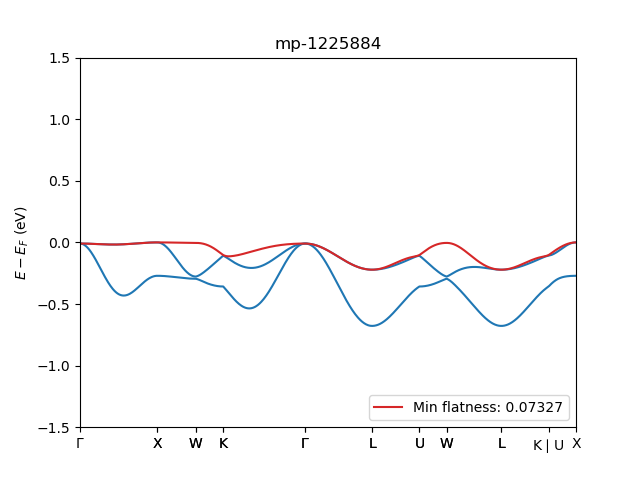 mp-1225884
E − E_F (eV)
1.5
1.0
0.5
0.0
−0.5
−1.0
−1.5
Min flatness: 0.07327
Γ X W K Γ L U W L K | U X